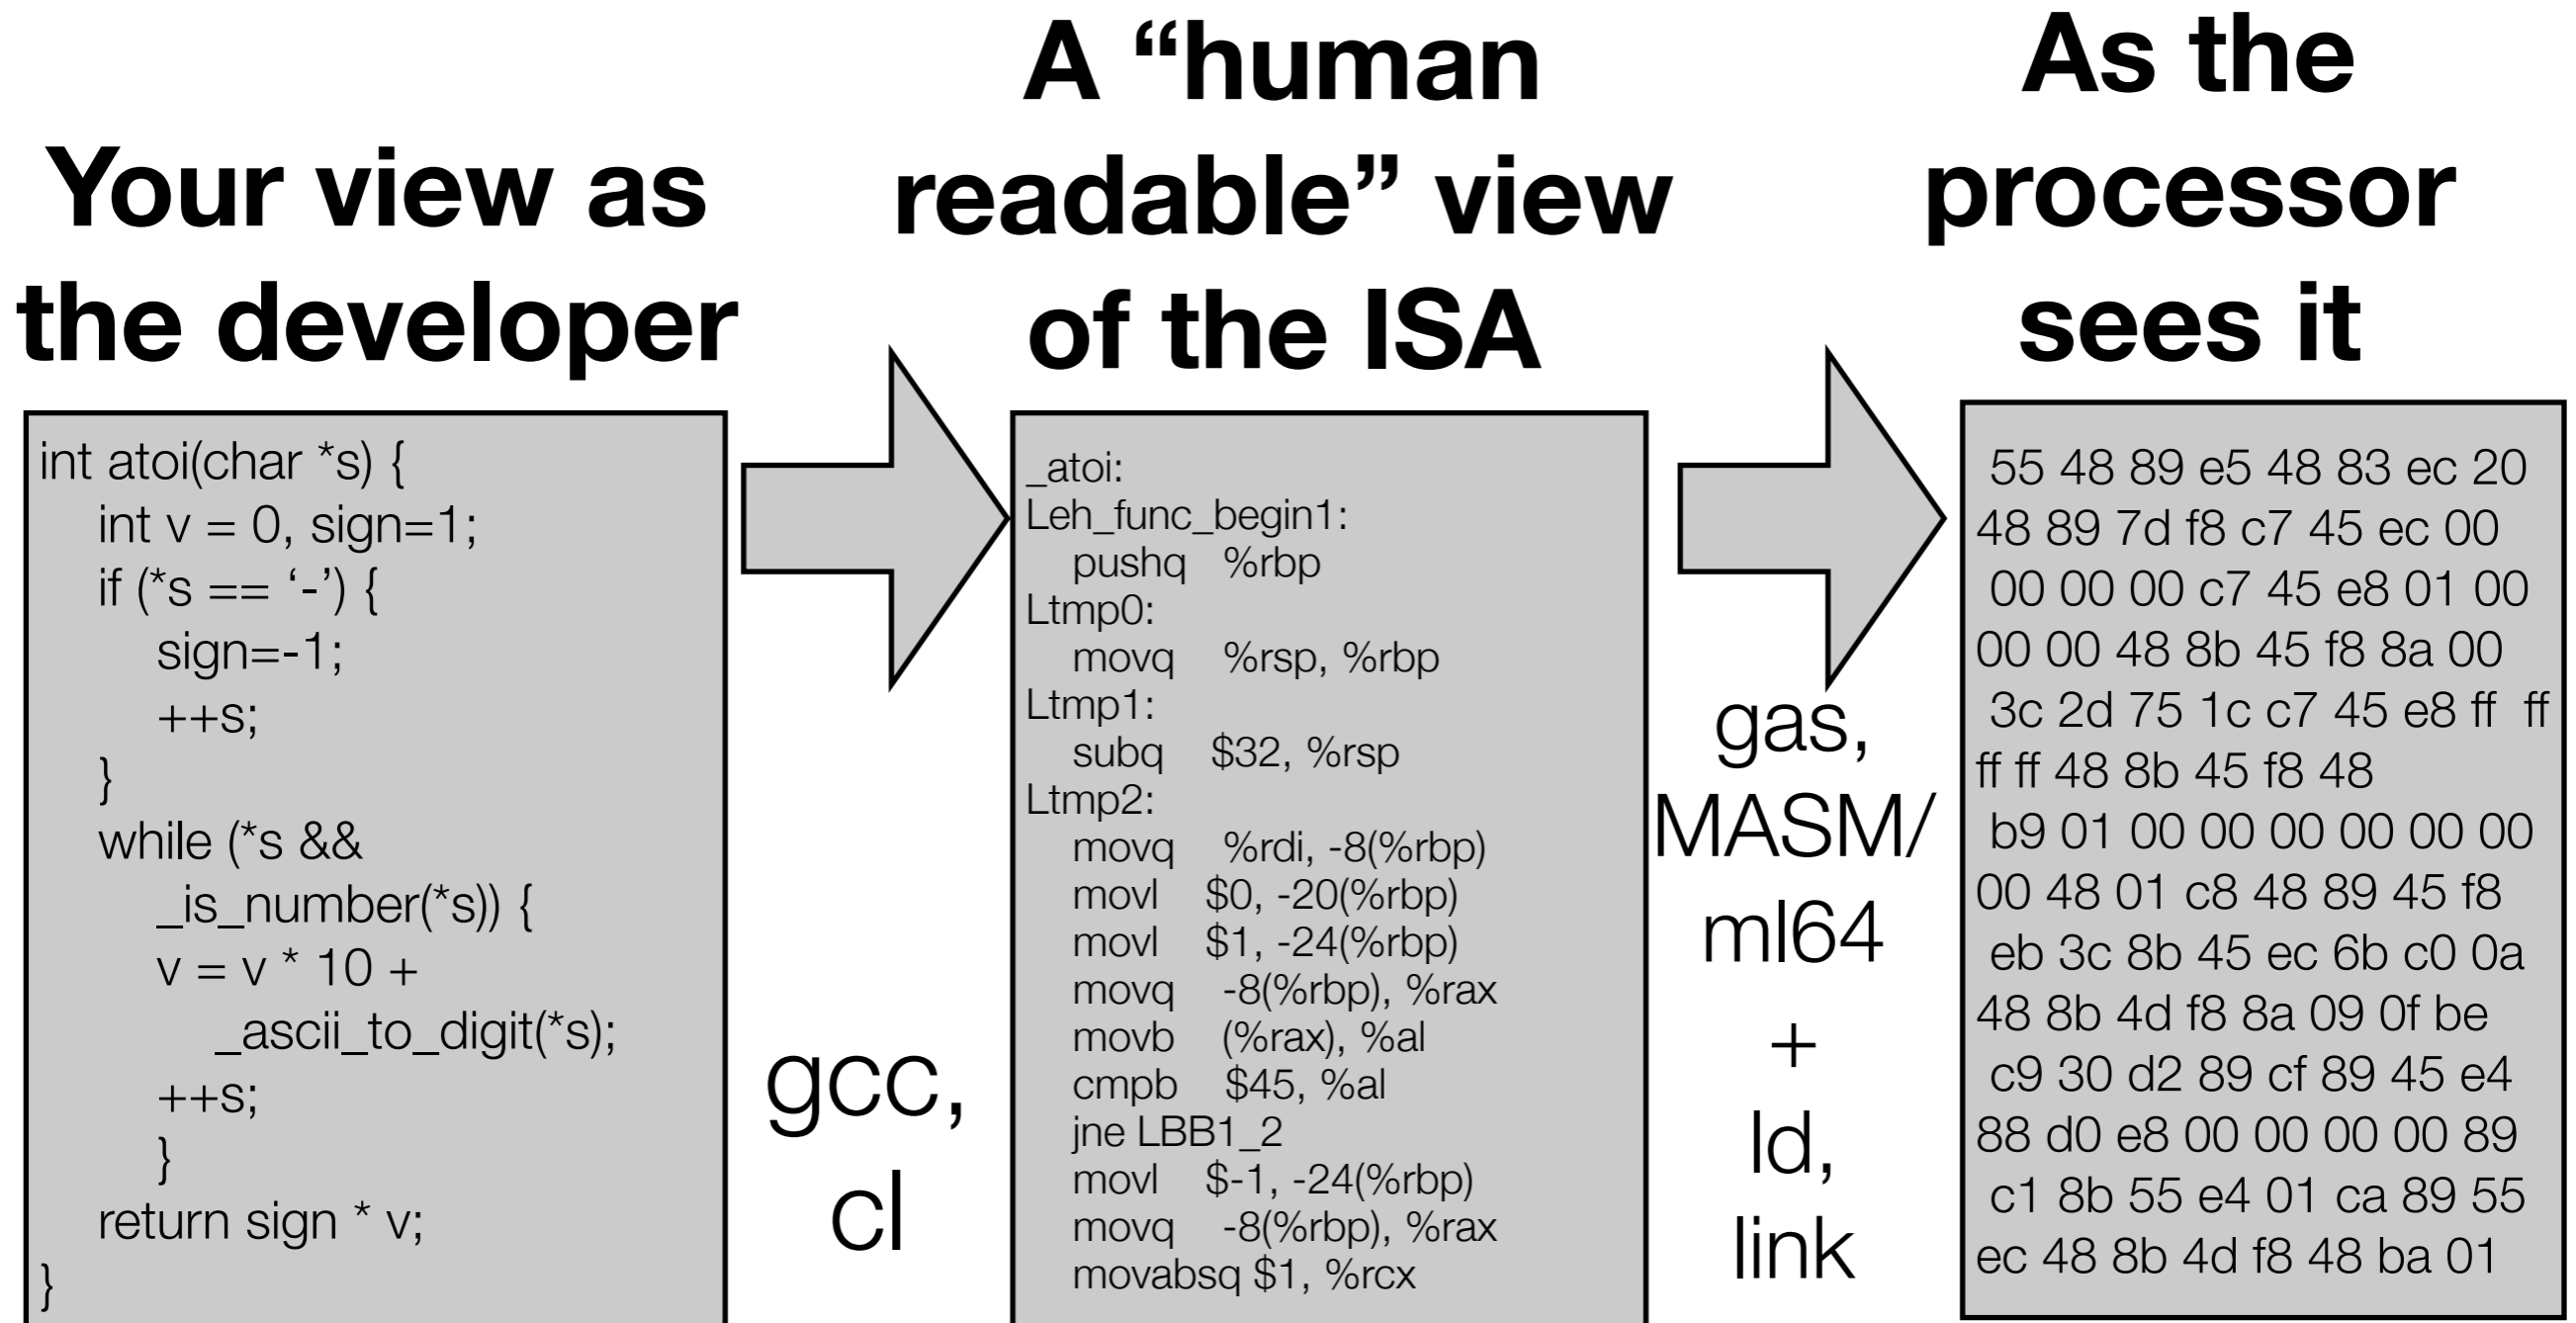 Your view as
the developer
int atoi(char *s) {
int v = 0, sign=1;
if (*s == ‘-’) {
sign=-1;
++s;
}
while (*s &&
_is_number(*s)) {
v = v * 10 +
_ascii_to_digit(*s);
++s;
}
return sign * v;
}
gcc,
cl
A “human
readable” view
of the ISA
_atoi:
Leh_func_begin1:
pushq %rbp
Ltmp0:
movq %rsp, %rbp
Ltmp1:
subq $32, %rsp
Ltmp2:
movq %rdi, -8(%rbp)
movl $0, -20(%rbp)
movl $1, -24(%rbp)
movq -8(%rbp), %rax
movb (%rax), %al
cmpb $45, %al
jne LBB1_2
movl $-1, -24(%rbp)
movq -8(%rbp), %rax
movabsq $1, %rcx
gas,
MASM/
ml64
+
ld,
link
As the
processor
sees it
55 48 89 e5 48 83 ec 20
48 89 7d f8 c7 45 ec 00
00 00 00 c7 45 e8 01 00
00 00 48 8b 45 f8 8a 00
3c 2d 75 1c c7 45 e8 ff ff
ff ff 48 8b 45 f8 48
b9 01 00 00 00 00 00 00
00 48 01 c8 48 89 45 f8
eb 3c 8b 45 ec 6b c0 0a
48 8b 4d f8 8a 09 0f be
c9 30 d2 89 cf 89 45 e4
88 d0 e8 00 00 00 00 89
c1 8b 55 e4 01 ca 89 55
ec 48 8b 4d f8 48 ba 01